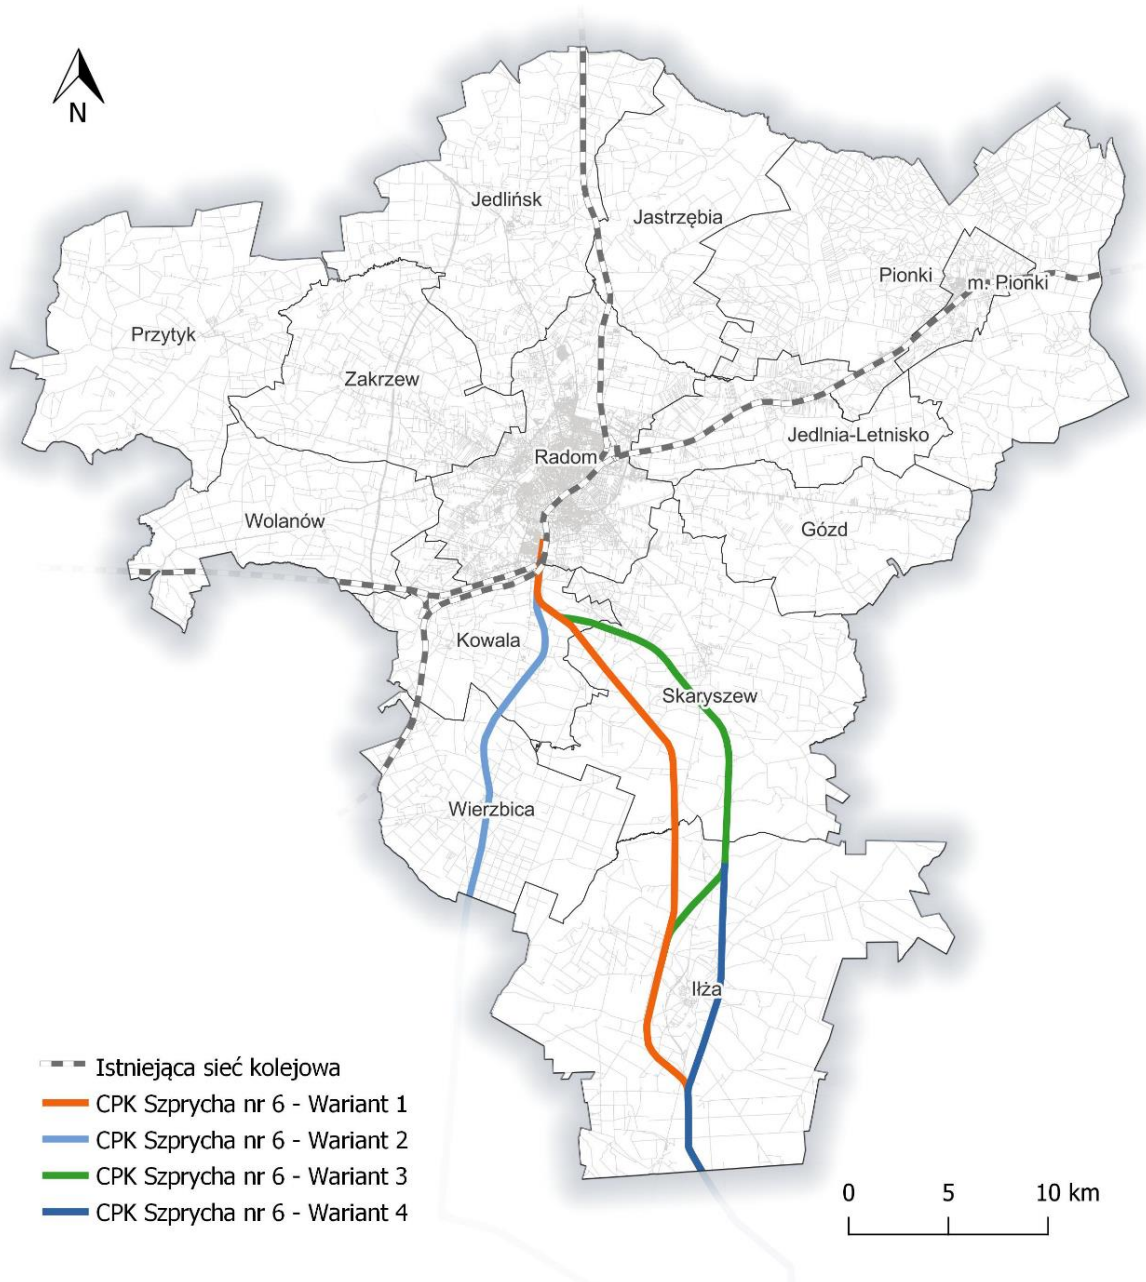 N
Jedlińsk
Jastrzębia
Pionki
m. Pionki
Przytyk
Zakrzew
Radom
Jedlnia-Letnisko
Wolanów
Gózd
Kowala
Skaryszew
Wierzbica
Iłża
Istniejąca sieć kolejowa
CPK Szprycha nr 6 - Wariant 1
CPK Szprycha nr 6 - Wariant 2
CPK Szprycha nr 6 - Wariant 3
CPK Szprycha nr 6 - Wariant 4
0 5 10 km